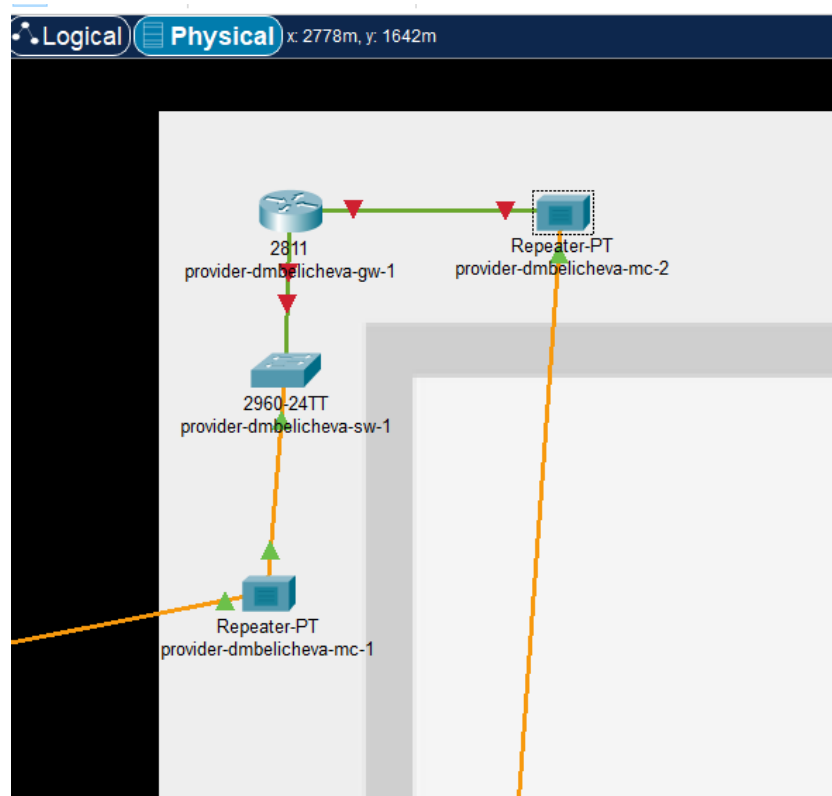 Logical Physical x: 2778m, y: 1642m
2811
provider-dmbelicheva-gw-1
Repeater-PT
provider-dmbelicheva-mc-2
2960-24TT
provider-dmbelicheva-sw-1
Repeater-PT
provider-dmbelicheva-mc-1